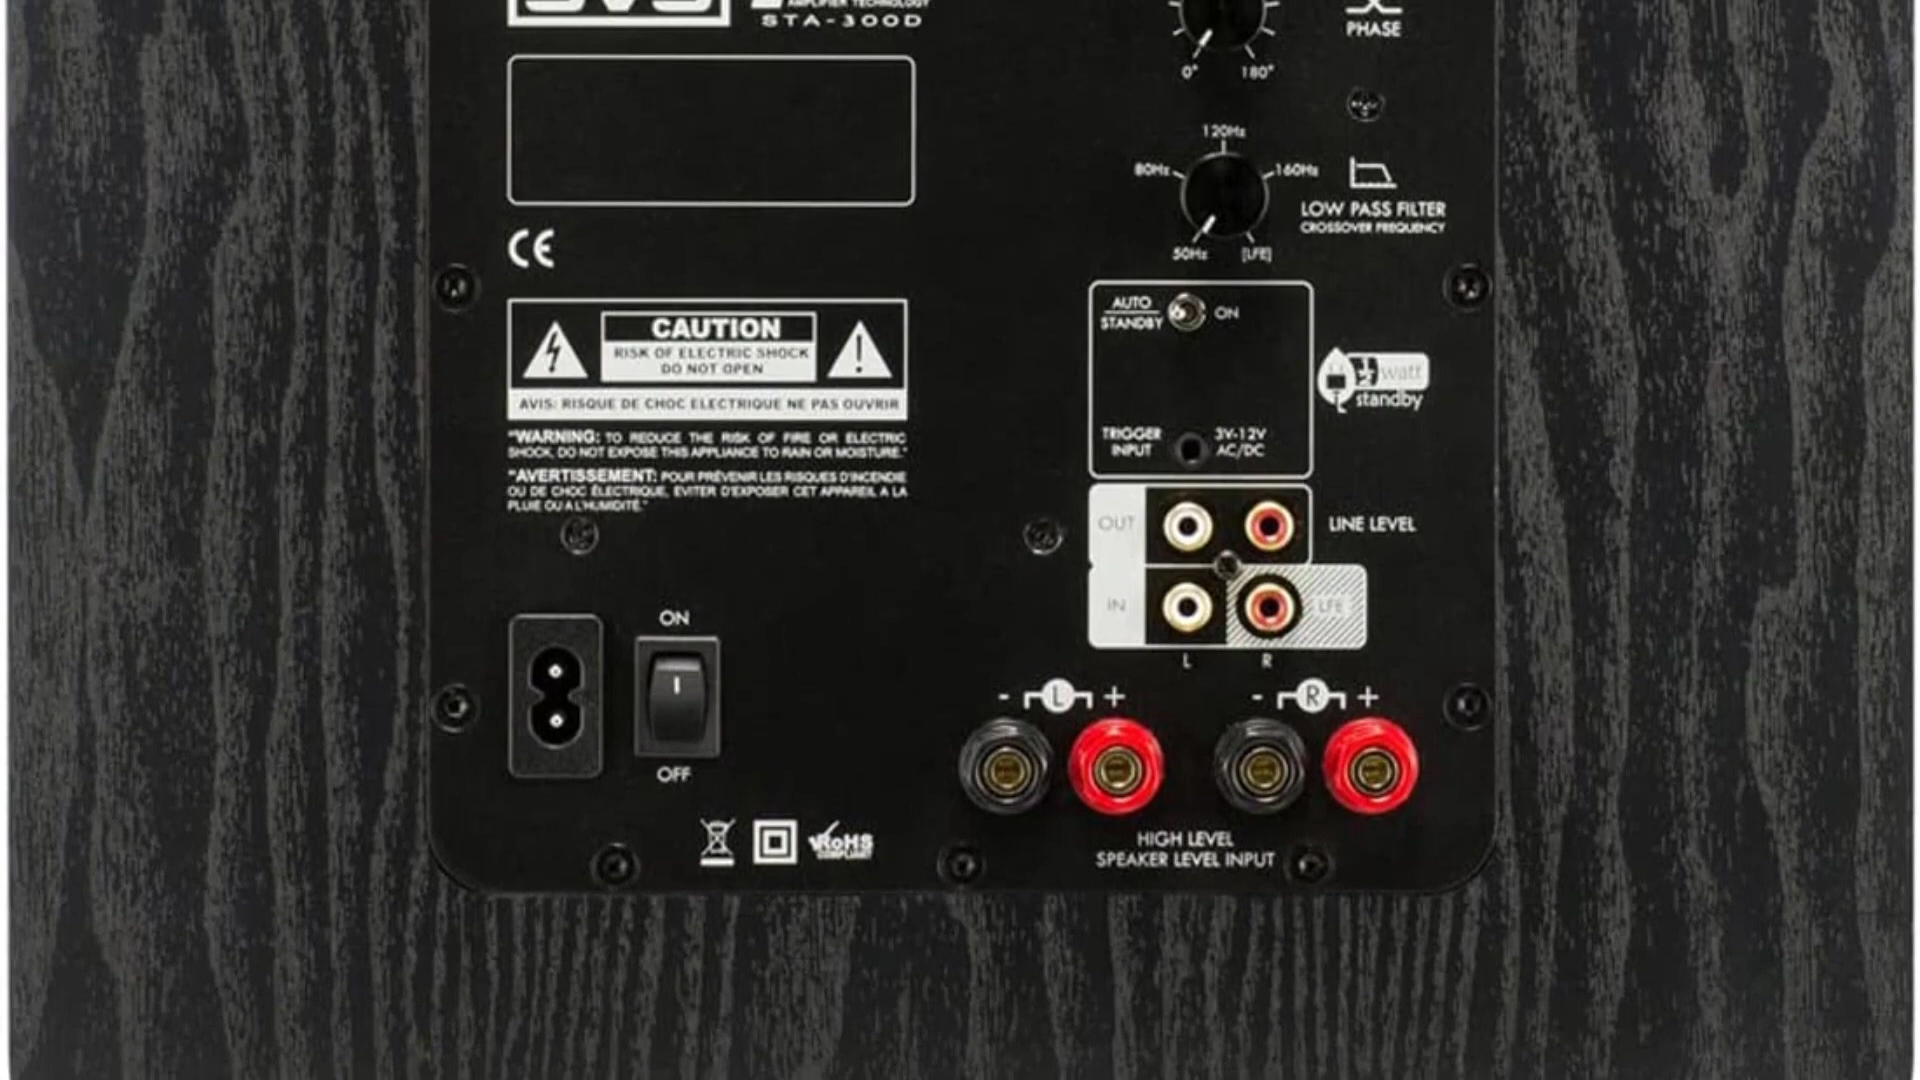 SVS
AMPLIFIER TECHNOLOGY
STA-300D
PHASE
0° 180°
120Hz
80Hz 160Hz
50Hz [LFE]
LOW PASS FILTER
CROSSOVER FREQUENCY
CE
CAUTION
RISK OF ELECTRIC SHOCK
DO NOT OPEN
AVIS: RISQUE DE CHOC ELECTRIQUE NE PAS OUVRIR
"WARNING: TO REDUCE THE RISK OF FIRE OR ELECTRIC
SHOCK, DO NOT EXPOSE THIS APPLIANCE TO RAIN OR MOISTURE."
"AVERTISSEMENT: POUR PRÉVENIR LES RISQUES D'INCENDIE
OU DE CHOC ÉLECTRIQUE, EVITER D'EXPOSER CET APPAREIL A LA
PLUIE OU A L'HUMIDITÉ."
AUTO ON
STANDBY
watt
standby
TRIGGER 3V-12V
INPUT AC/DC
OUT LINE LEVEL
IN LFE
L R
ON
I
OFF
- L + - R +
HIGH LEVEL
SPEAKER LEVEL INPUT
RoHS
COMPLIANT